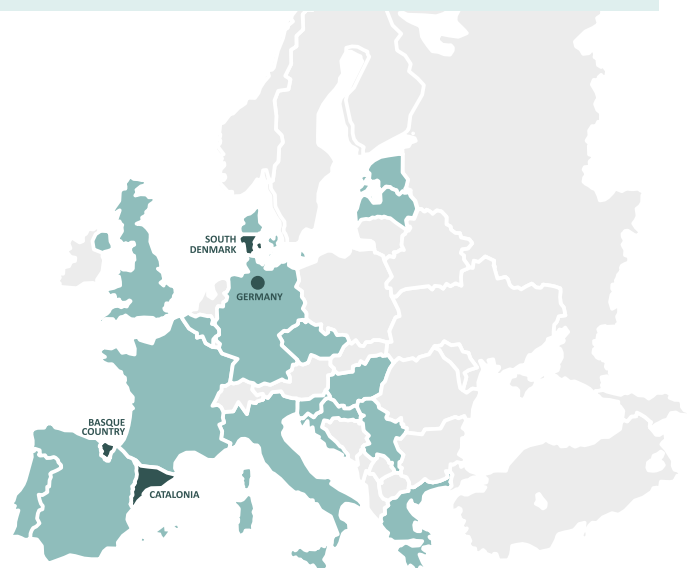 SOUTH
DENMARK
GERMANY
BASQUE
COUNTRY
CATALONIA